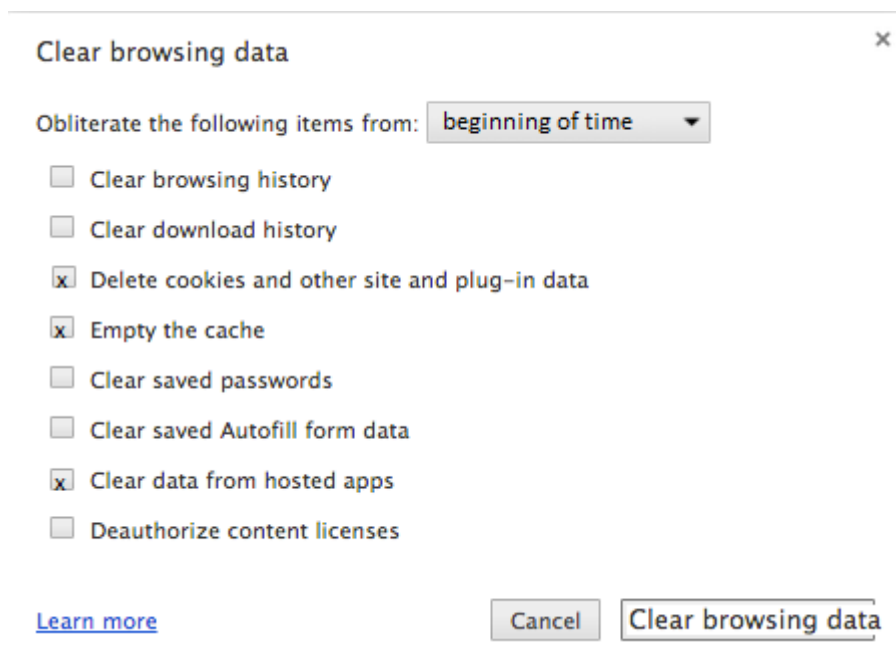 Clear browsing data ×
Obliterate the following items from: beginning of time
Clear browsing history
Clear download history
x Delete cookies and other site and plug-in data
x Empty the cache
Clear saved passwords
Clear saved Autofill form data
x Clear data from hosted apps
Deauthorize content licenses
Learn more Cancel Clear browsing data